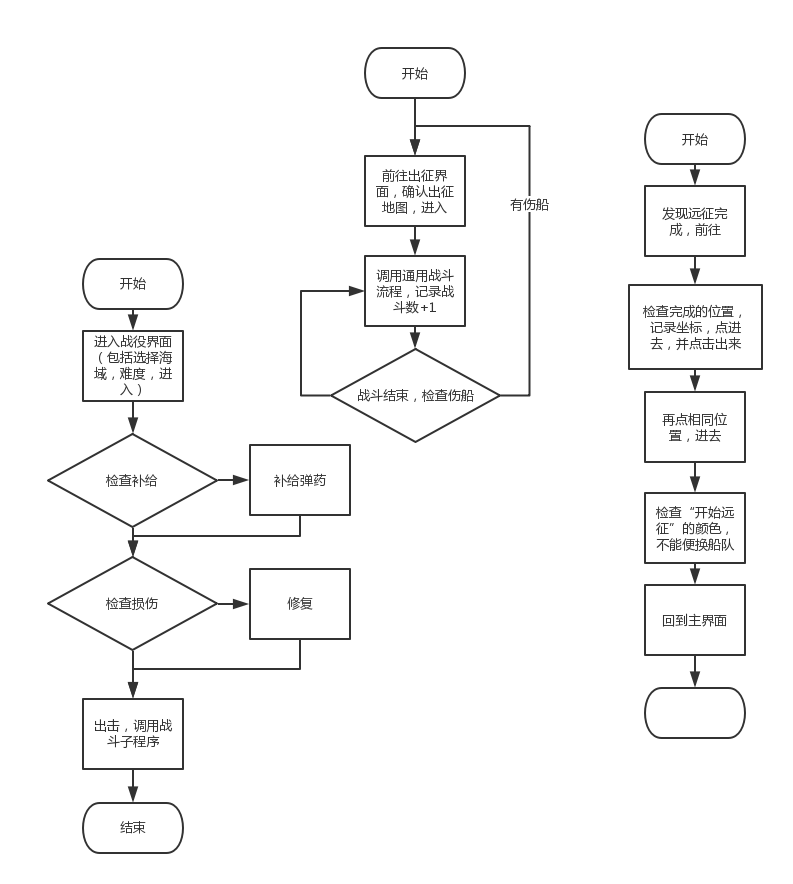 开始
进入战役界面
（包括选择海
域，难度，进
入）
检查补给
补给弹药
检查损伤
修复
出击，调用战
斗子程序
结束
开始
前往出征界
面，确认出征
地图，进入
有伤船
调用通用战斗
流程，记录战
斗数+1
战斗结束，检查伤船
开始
发现远征完
成，前往
检查完成的位置，
记录坐标，点进
去，并点击出来
再点相同位
置，进去
检查“开始远
征”的颜色，
不能便换船队
回到主界面